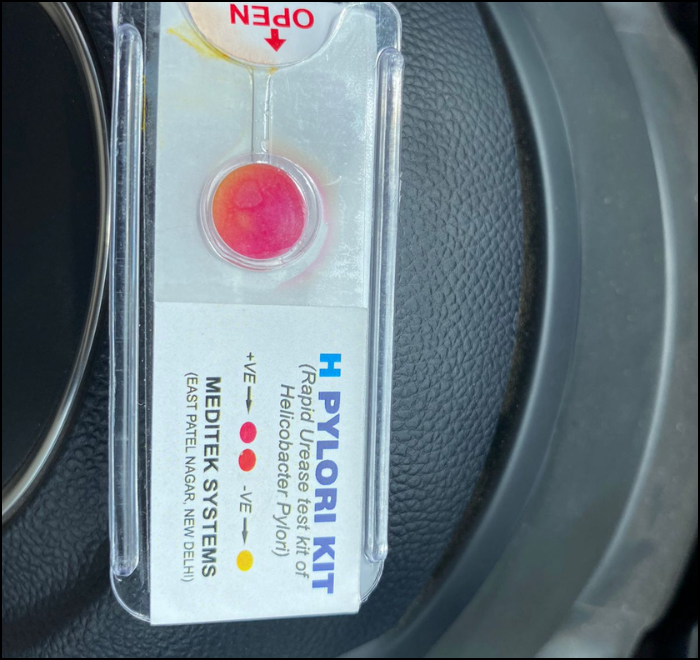 OPEN
H PYLORI KIT
(Rapid Urease test kit of
Helicobacter Pylori)
+VE → -VE →
MEDITEK SYSTEMS
(EAST PATEL NAGAR, NEW DELHI)